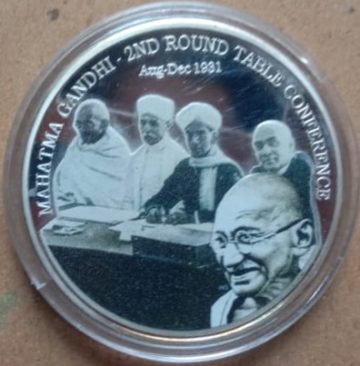 MAHATMA GANDHI - 2ND ROUND TABLE CONFERENCE
Aug-Dec 1931